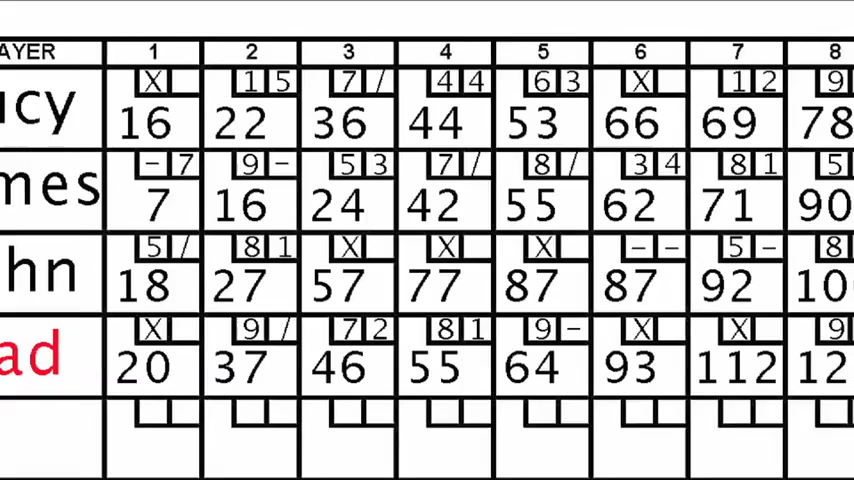 AYER 1 2 3 4 5 6 7 8
ucy X 1 5 7 / 4 4 6 3 X 1 2 9
16 22 36 44 53 66 69 78
mes - 7 9 - 5 3 7 / 8 / 3 4 8 1 5
7 16 24 42 55 62 71 90
hn 5 / 8 1 X X X - - 5 - 8
18 27 57 77 87 87 92 10
ad X 9 / 7 2 8 1 9 - X X 9
20 37 46 55 64 93 112 12